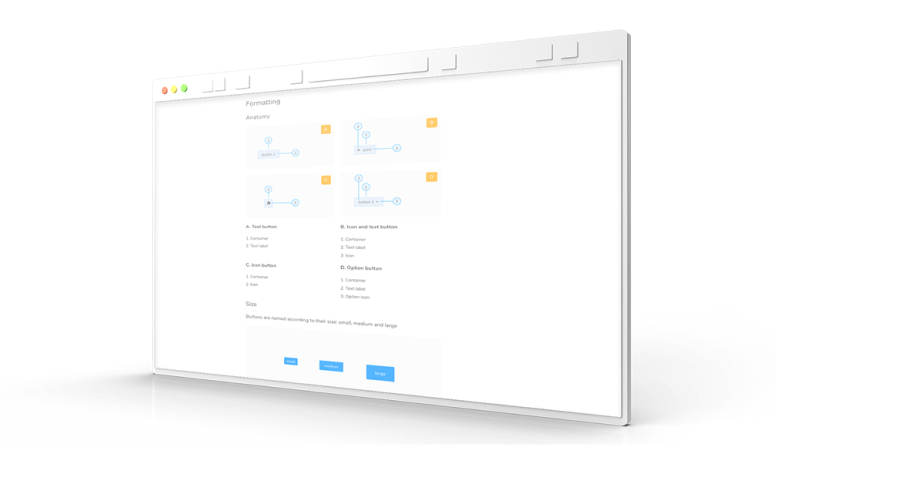 Formatting
Anatomy
A. Text button
1. Container
2. Text label
B. Icon and text button
1. Container
2. Text label
3. Icon
C. Icon button
1. Container
2. Icon
D. Option button
1. Container
2. Text label
3. Option icon
Size
Buttons are named according to their size: small, medium and large
large